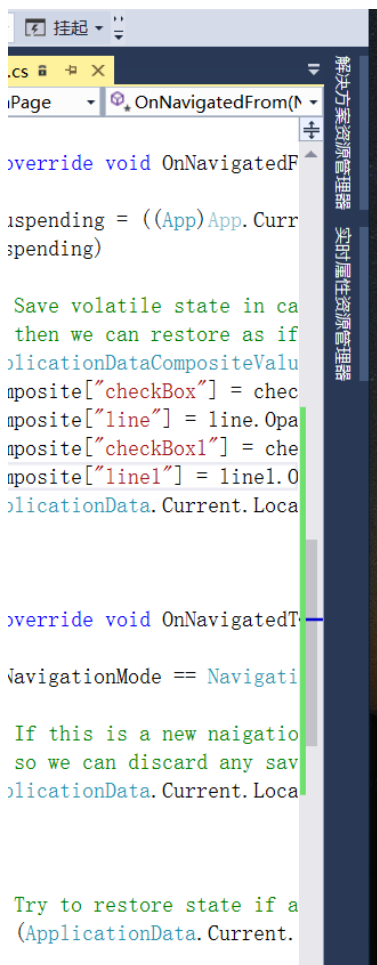 挂起
.cs
Page
OnNavigatedFrom(N
override void OnNavigatedF
uspending = ((App)App.Curr
spending)
Save volatile state in ca
then we can restore as if
plicationDataCompositeValu
mposite["checkBox"] = chec
mposite["line"] = line.Opa
mposite["checkBox1"] = che
mposite["line1"] = line1.O
plicationData.Current.Loca
override void OnNavigatedT
NavigationMode == Navigati
If this is a new naigatio
so we can discard any sav
plicationData.Current.Loca
Try to restore state if a
(ApplicationData.Current.
解决方案资源管理器
实时属性资源管理器